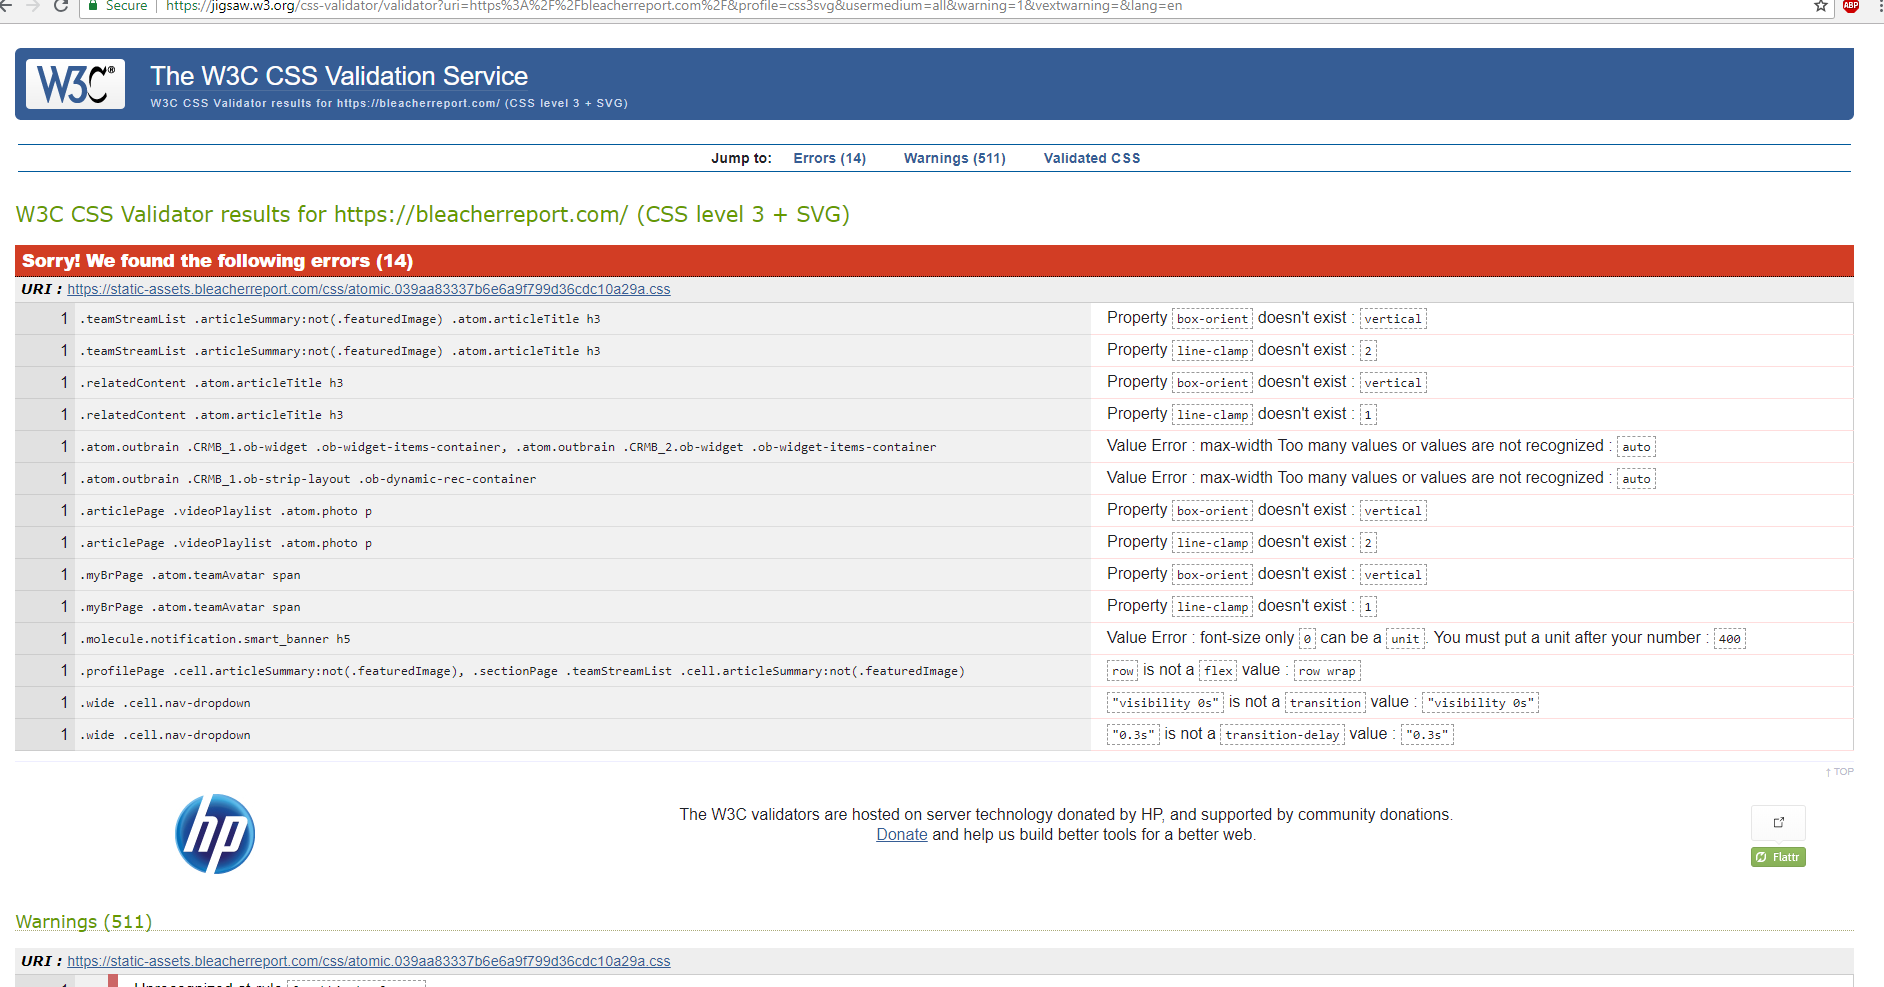 Secure https://jigsaw.w3.org/css-validator/validator?uri=https%3A%2F%2Fbleacherreport.com%2F&profile=css3svg&usermedium=all&warning=1&vextwarning=&lang=en ABP
W3C® The W3C CSS Validation Service
W3C CSS Validator results for https://bleacherreport.com/ (CSS level 3 + SVG)
Jump to: Errors (14) Warnings (511) Validated CSS
W3C CSS Validator results for https://bleacherreport.com/ (CSS level 3 + SVG)
Sorry! We found the following errors (14)
URI : https://static-assets.bleacherreport.com/css/atomic.039aa83337b6e6a9f799d36cdc10a29a.css
1 .teamStreamList .articleSummary:not(.featuredImage) .atom.articleTitle h3 Property box-orient doesn't exist : vertical
1 .teamStreamList .articleSummary:not(.featuredImage) .atom.articleTitle h3 Property line-clamp doesn't exist : 2
1 .relatedContent .atom.articleTitle h3 Property box-orient doesn't exist : vertical
1 .relatedContent .atom.articleTitle h3 Property line-clamp doesn't exist : 1
1 .atom.outbrain .CRMB_1.ob-widget .ob-widget-items-container, .atom.outbrain .CRMB_2.ob-widget .ob-widget-items-container Value Error : max-width Too many values or values are not recognized : auto
1 .atom.outbrain .CRMB_1.ob-strip-layout .ob-dynamic-rec-container Value Error : max-width Too many values or values are not recognized : auto
1 .articlePage .videoPlaylist .atom.photo p Property box-orient doesn't exist : vertical
1 .articlePage .videoPlaylist .atom.photo p Property line-clamp doesn't exist : 2
1 .myBrPage .atom.teamAvatar span Property box-orient doesn't exist : vertical
1 .myBrPage .atom.teamAvatar span Property line-clamp doesn't exist : 1
1 .molecule.notification.smart_banner h5 Value Error : font-size only 0 can be a unit. You must put a unit after your number : 400
1 .profilePage .cell.articleSummary:not(.featuredImage), .sectionPage .teamStreamList .cell.articleSummary:not(.featuredImage) row is not a flex value : row wrap
1 .wide .cell.nav-dropdown "visibility 0s" is not a transition value : "visibility 0s"
1 .wide .cell.nav-dropdown "0.3s" is not a transition-delay value : "0.3s"
↑ TOP
hp
The W3C validators are hosted on server technology donated by HP, and supported by community donations.
Donate and help us build better tools for a better web.
Flattr
Warnings (511)
URI : https://static-assets.bleacherreport.com/css/atomic.039aa83337b6e6a9f799d36cdc10a29a.css